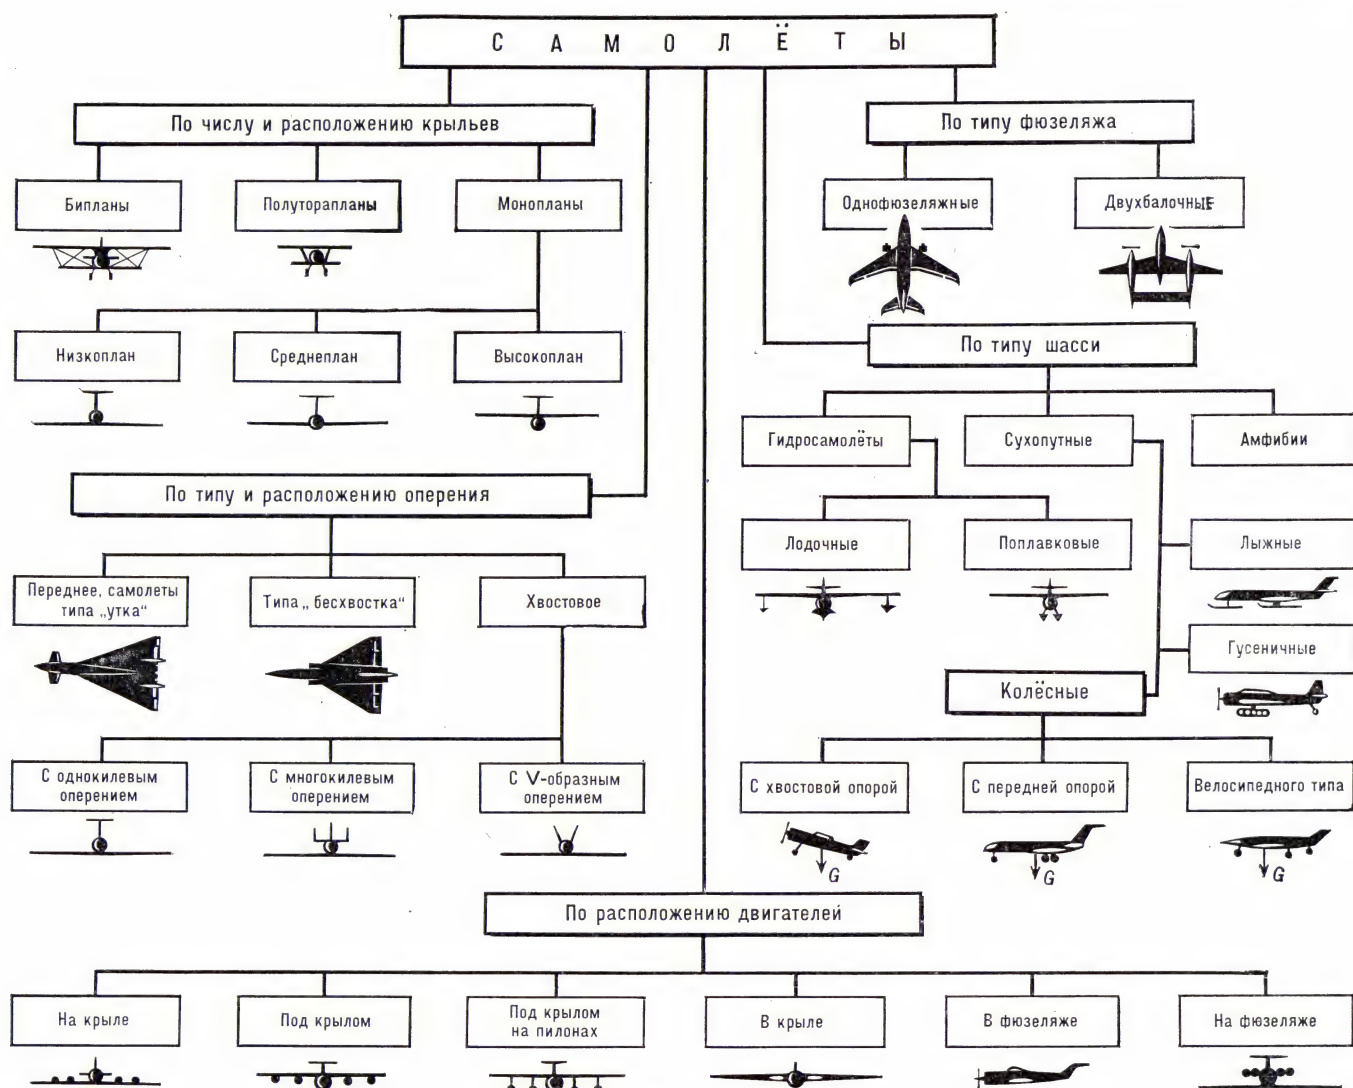 САМОЛЁТЫ
По числу и расположению крыльев
По типу фюзеляжа
Бипланы
Полуторапланы
Монопланы
Однофюзеляжные
Двухбалочные
Низкоплан
Среднеплан
Высокоплан
По типу шасси
Гидросамолёты
Сухопутные
Амфибии
По типу и расположению оперения
Лодочные
Поплавковые
Лыжные
Переднее, самолеты
типа „утка“
Типа „бесхвостка“
Хвостовое
Гусеничные
Колёсные
С однокилевым
оперением
С многокилевым
оперением
С V-образным
оперением
С хвостовой опорой
С передней опорой
Велосипедного типа
G
G
G
По расположению двигателей
На крыле
Под крылом
Под крылом
на пилонах
В крыле
В фюзеляже
На фюзеляже